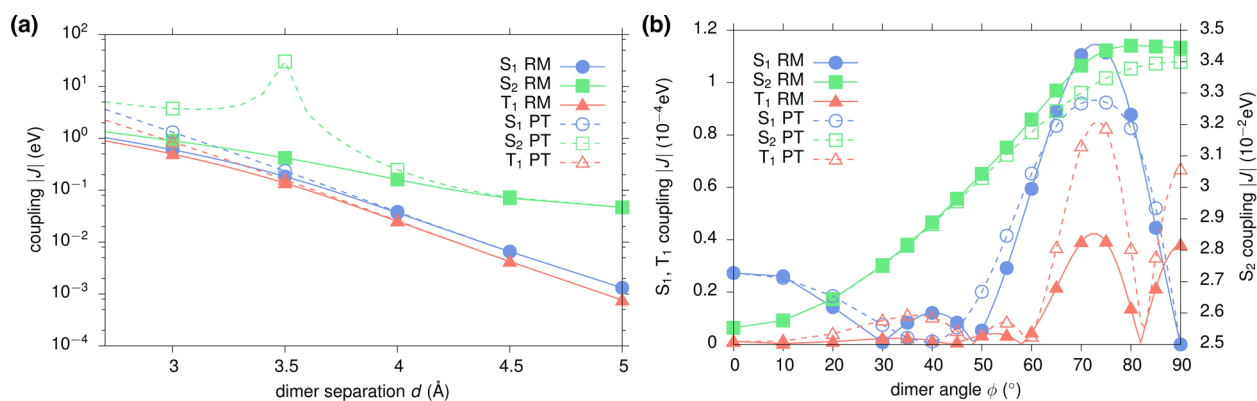 (a)
coupling |J| (eV)
10²
10¹
10⁰
10⁻¹
10⁻²
10⁻³
10⁻⁴
S₁ RM
S₂ RM
T₁ RM
S₁ PT
S₂ PT
T₁ PT
3 3.5 4 4.5 5
dimer separation d (Å)
(b)
S₁, T₁ coupling |J| (10⁻⁴eV)
1.2
1
0.8
0.6
0.4
0.2
0
S₁ RM
S₂ RM
T₁ RM
S₁ PT
S₂ PT
T₁ PT
3.5
3.4
3.3
3.2
3.1
3
2.9
2.8
2.7
2.6
2.5
S₂ coupling |J| (10⁻²eV)
0 10 20 30 40 50 60 70 80 90
dimer angle ϕ (°)